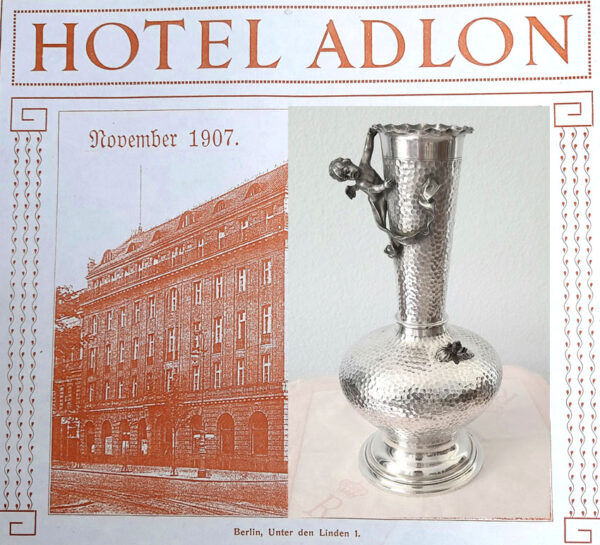 HOTEL ADLON
November 1907.
Berlin, Unter den Linden 1.